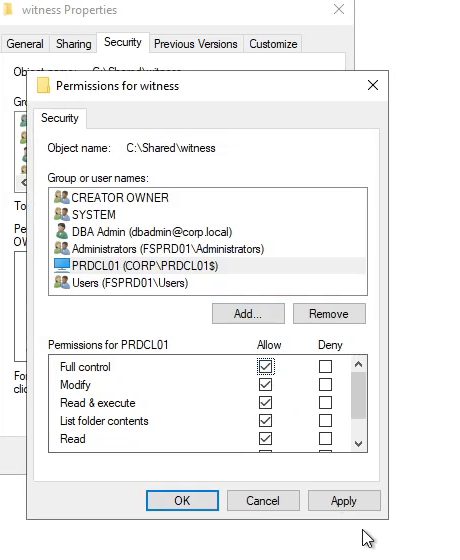 witness Properties
General Sharing Security Previous Versions Customize
Permissions for witness
Security
Object name: C:\Shared\witness
Group or user names:
CREATOR OWNER
SYSTEM
DBA Admin (dbadmin@corp.local)
Administrators (FSPRD01\Administrators)
PRDCL01 (CORP\PRDCL01$)
Users (FSPRD01\Users)
Add... Remove
Permissions for PRDCL01 Allow Deny
Full control
Modify
Read & execute
List folder contents
Read
OK Cancel Apply